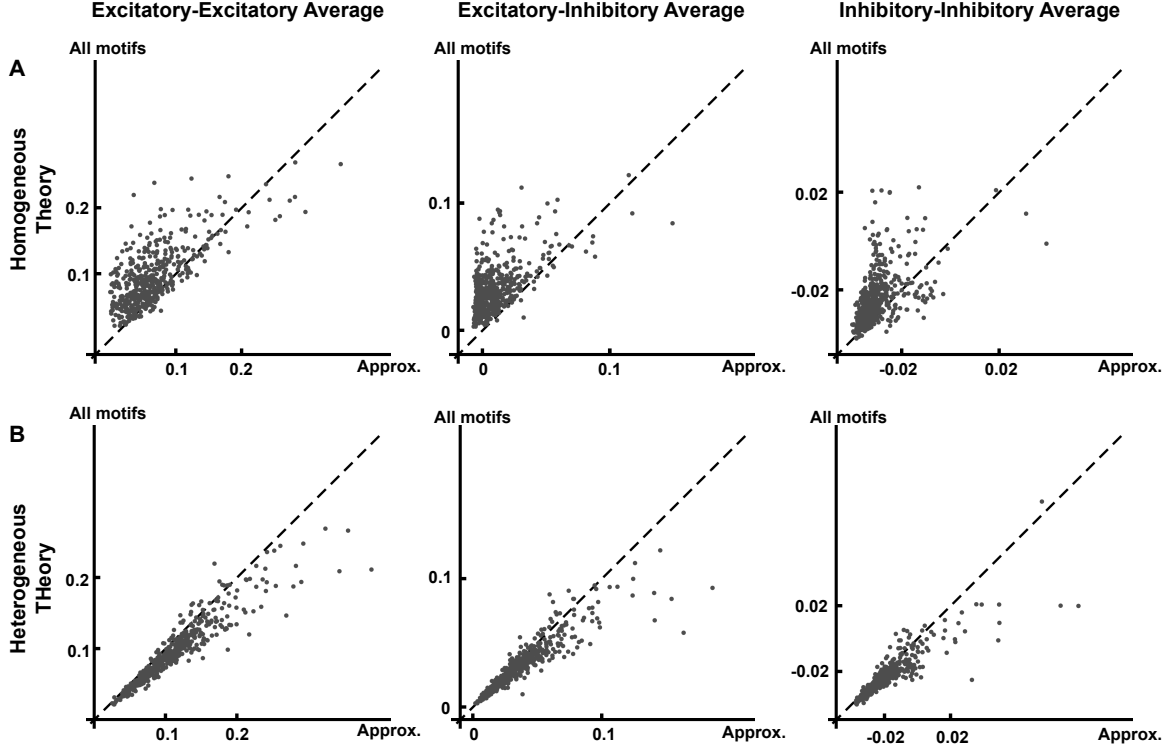 Excitatory-Excitatory Average
Excitatory-Inhibitory Average
Inhibitory-Inhibitory Average
A
Homogeneous
Theory
All motifs
0.2
0.1
0.1
0.2
Approx.
All motifs
0.1
0
0
0.1
Approx.
All motifs
0.02
-0.02
-0.02
0.02
Approx.
B
Heterogeneous
THeory
All motifs
0.2
0.1
0.1
0.2
Approx.
All motifs
0.1
0
0
0.1
Approx.
All motifs
0.02
-0.02
-0.02
0.02
Approx.